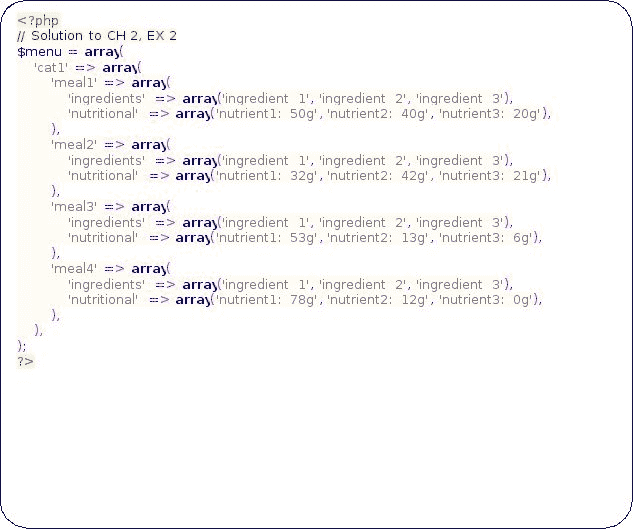 <?php
// Solution to CH 2, EX 2
$menu = array(
'cat1' => array(
'meal1' => array(
'ingredients' => array('ingredient 1', 'ingredient 2', 'ingredient 3'),
'nutritional' => array('nutrient1: 50g', 'nutrient2: 40g', 'nutrient3: 20g'),
),
'meal2' => array(
'ingredients' => array('ingredient 1', 'ingredient 2', 'ingredient 3'),
'nutritional' => array('nutrient1: 32g', 'nutrient2: 42g', 'nutrient3: 21g'),
),
'meal3' => array(
'ingredients' => array('ingredient 1', 'ingredient 2', 'ingredient 3'),
'nutritional' => array('nutrient1: 53g', 'nutrient2: 13g', 'nutrient3: 6g'),
),
'meal4' => array(
'ingredients' => array('ingredient 1', 'ingredient 2', 'ingredient 3'),
'nutritional' => array('nutrient1: 78g', 'nutrient2: 12g', 'nutrient3: 0g'),
),
),
);
?>